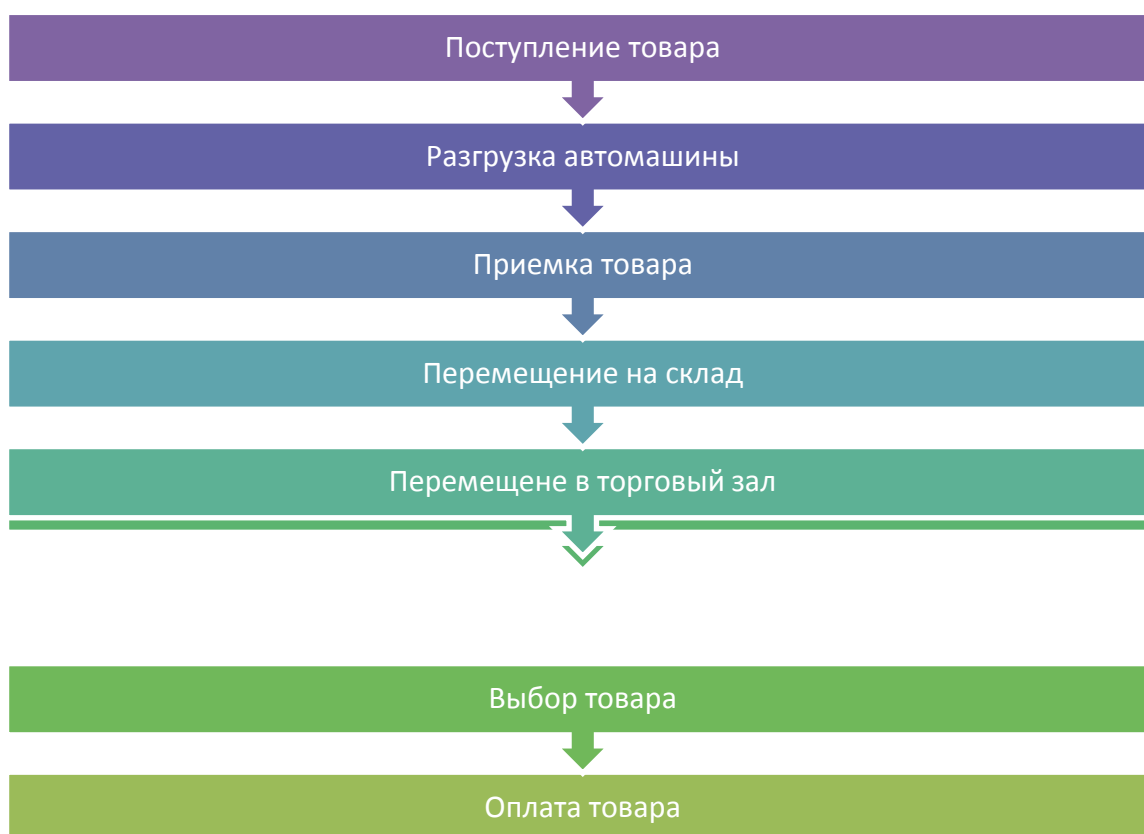 Поступление товара
Разгрузка автомашины
Приемка товара
Перемещение на склад
Перемещене в торговый зал
Выбор товара
Оплата товара